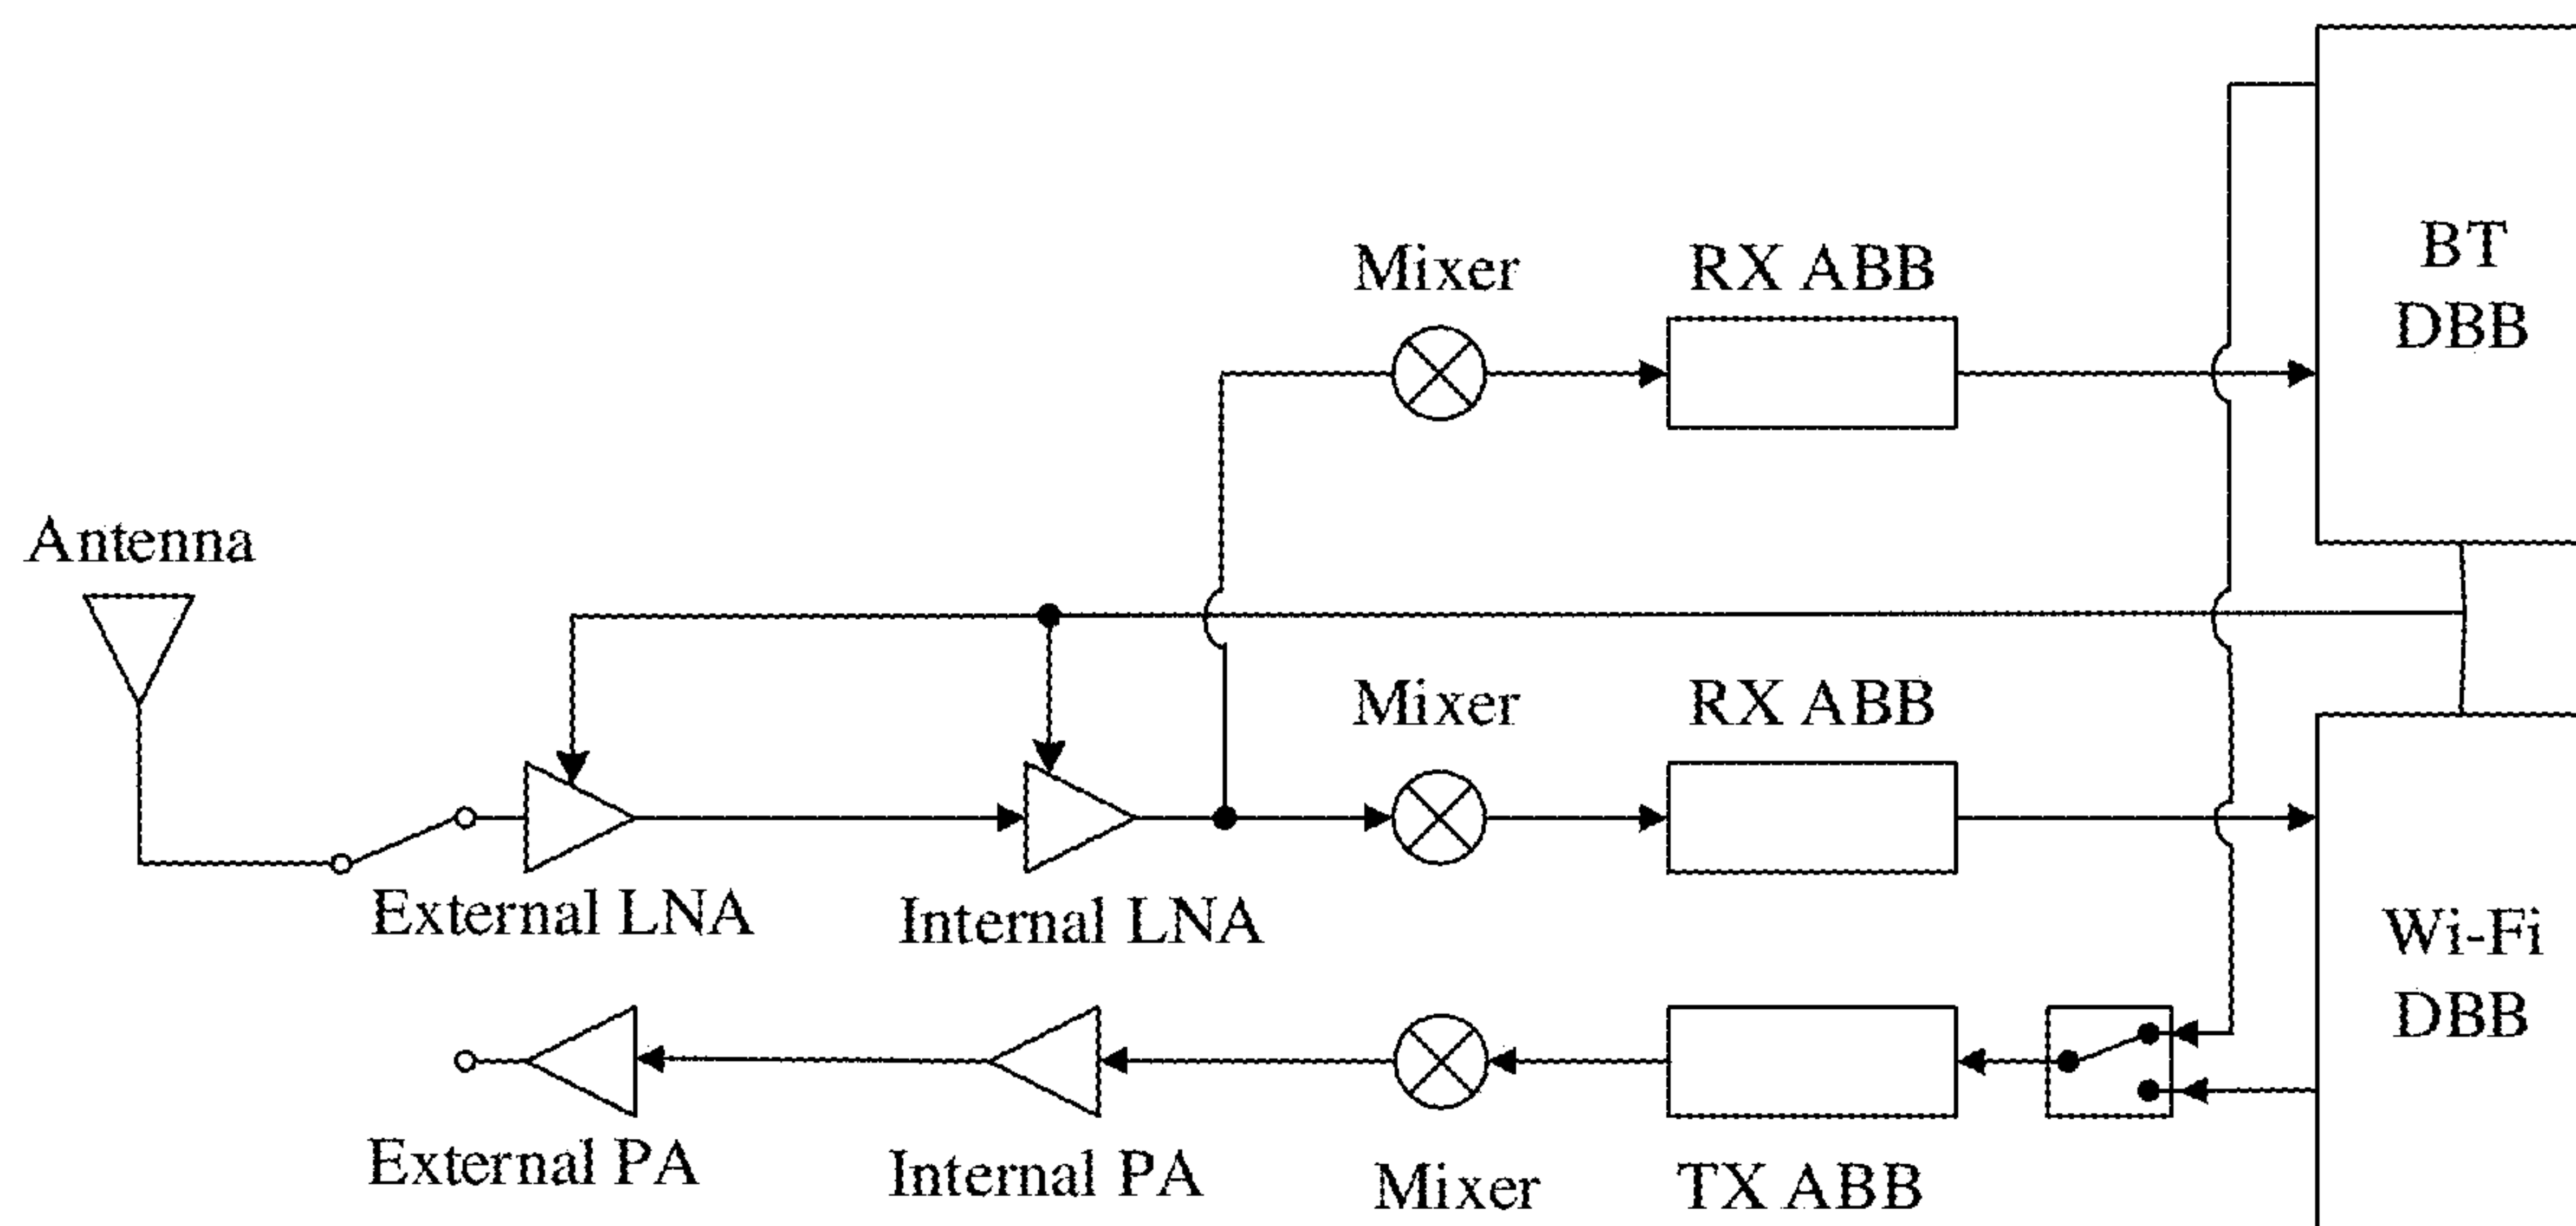 Mixer
RX ABB
BT
DBB
Antenna
Mixer
RX ABB
External LNA
Internal LNA
Wi-Fi
DBB
External PA
Internal PA
Mixer
TX ABB